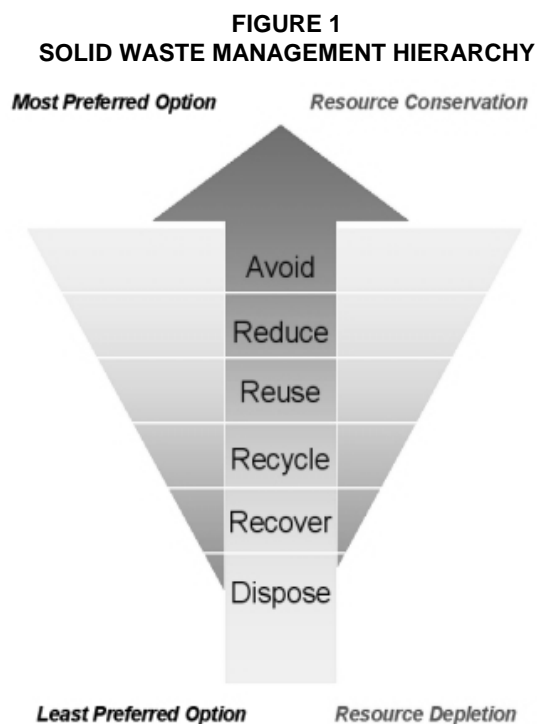 FIGURE 1
SOLID WASTE MANAGEMENT HIERARCHY
Most Preferred Option Resource Conservation
Avoid
Reduce
Reuse
Recycle
Recover
Dispose
Least Preferred Option Resource Depletion